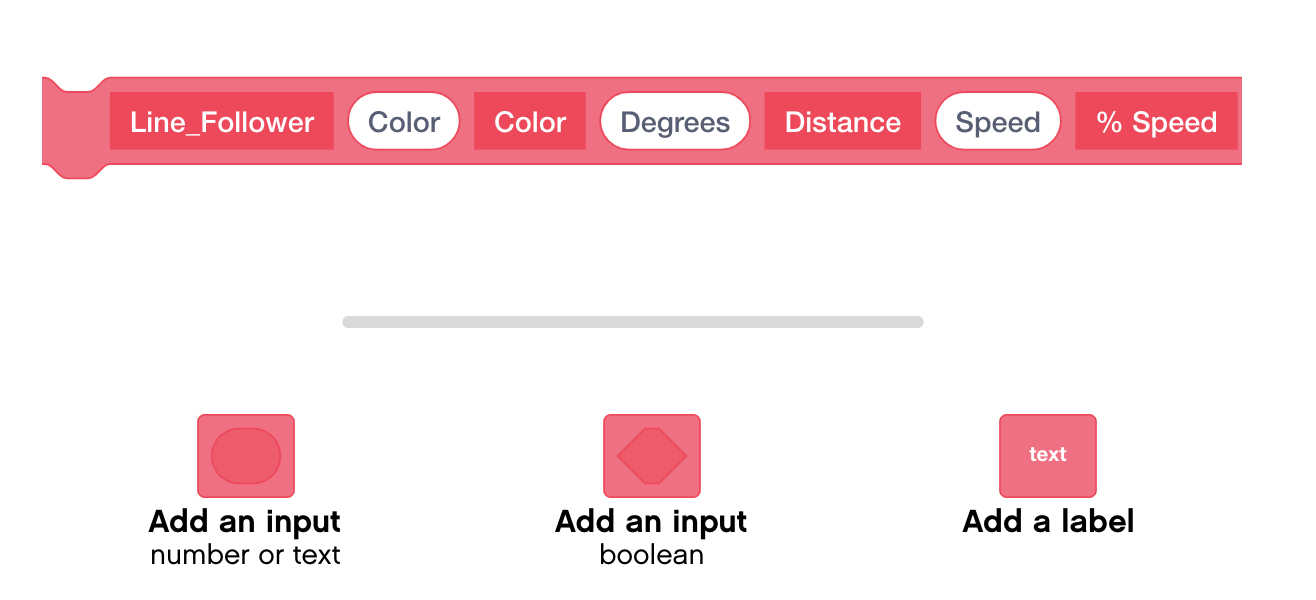 Line_Follower Color Color Degrees Distance Speed % Speed
text
Add an input Add an input Add a label
number or text boolean